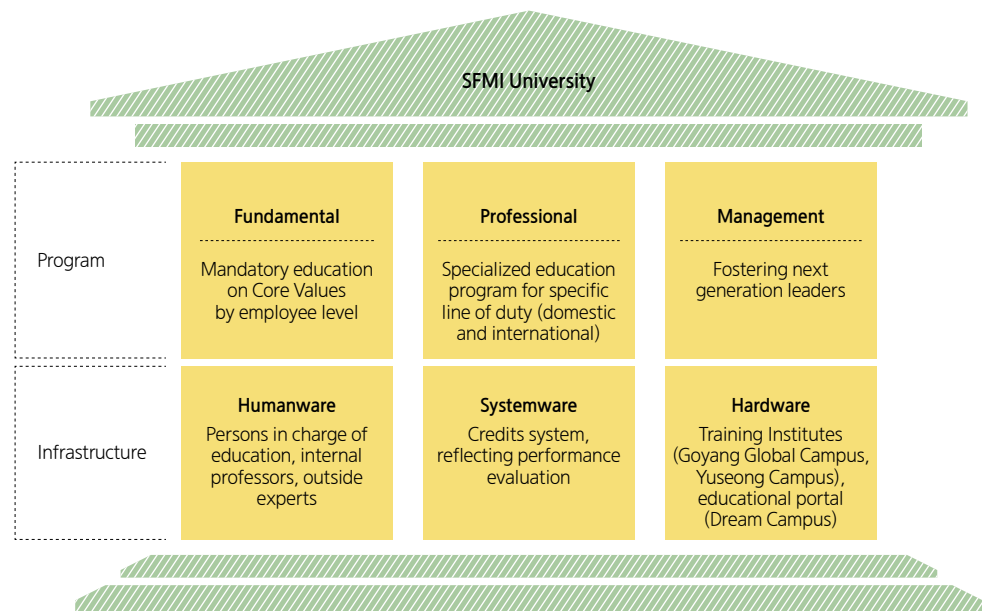 SFMI University
Program
Fundamental
Mandatory education
on Core Values
by employee level
Professional
Specialized education
program for specific
line of duty (domestic
and international)
Management
Fostering next
generation leaders
Infrastructure
Humanware
Persons in charge of
education, internal
professors, outside
experts
Systemware
Credits system,
reflecting performance
evaluation
Hardware
Training Institutes
(Goyang Global Campus,
Yuseong Campus),
educational portal
(Dream Campus)